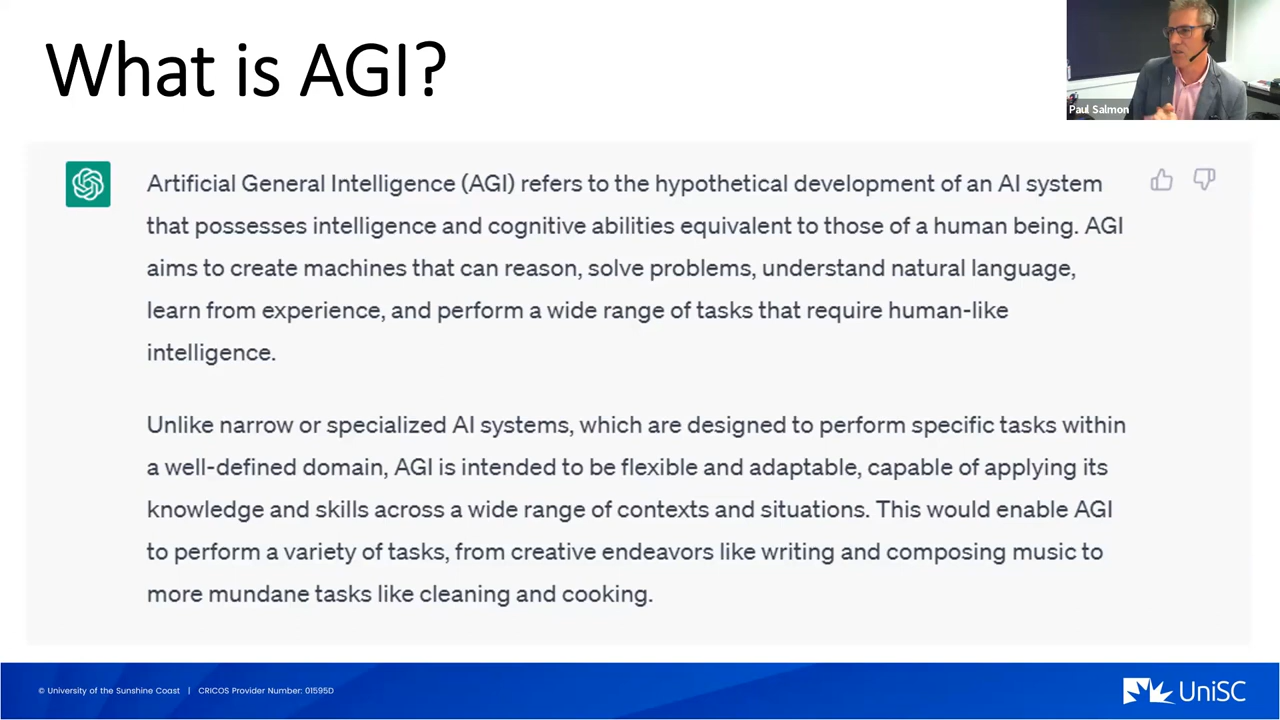 What is AGI?
Paul Salmon
Artificial General Intelligence (AGI) refers to the hypothetical development of an AI system
that possesses intelligence and cognitive abilities equivalent to those of a human being. AGI
aims to create machines that can reason, solve problems, understand natural language,
learn from experience, and perform a wide range of tasks that require human-like
intelligence.
Unlike narrow or specialized AI systems, which are designed to perform specific tasks within
a well-defined domain, AGI is intended to be flexible and adaptable, capable of applying its
knowledge and skills across a wide range of contexts and situations. This would enable AGI
to perform a variety of tasks, from creative endeavors like writing and composing music to
more mundane tasks like cleaning and cooking.
© University of the Sunshine Coast | CRICOS Provider Number: 01595D
UniSC